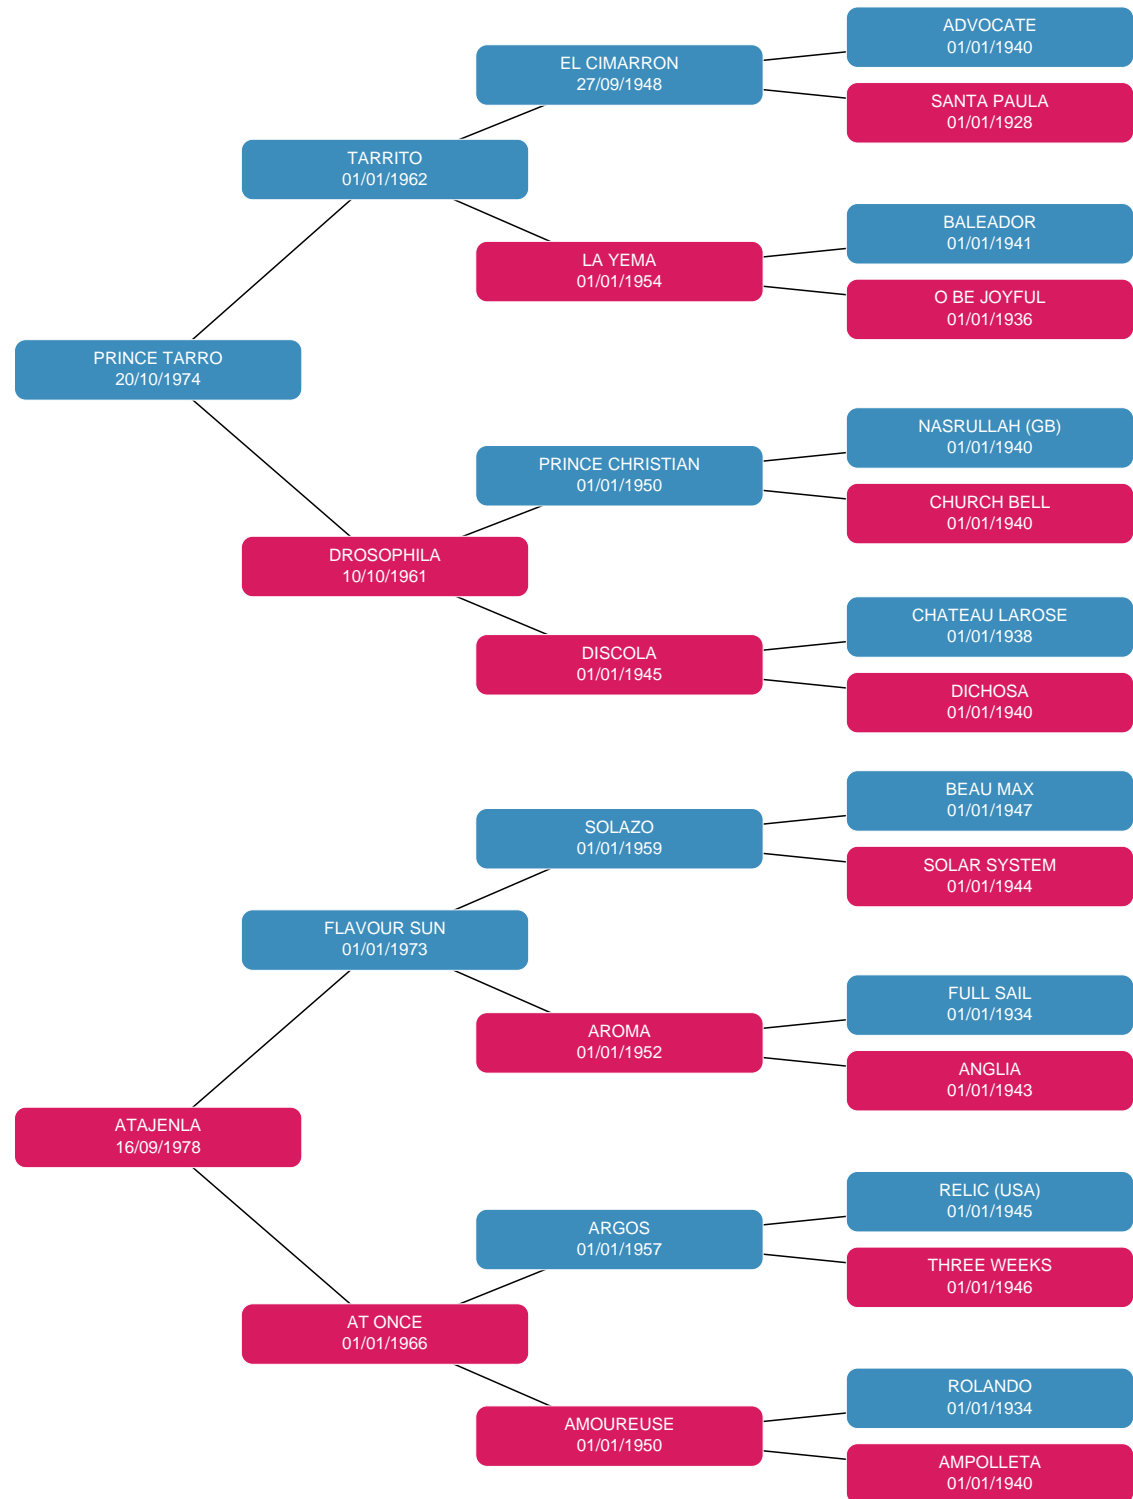 ADVOCATE
01/01/1940
EL CIMARRON
27/09/1948
SANTA PAULA
01/01/1928
TARRITO
01/01/1962
BALEADOR
01/01/1941
LA YEMA
01/01/1954
O BE JOYFUL
01/01/1936
PRINCE TARRO
20/10/1974
NASRULLAH (GB)
01/01/1940
PRINCE CHRISTIAN
01/01/1950
CHURCH BELL
01/01/1940
DROSOPHILA
10/10/1961
CHATEAU LAROSE
01/01/1938
DISCOLA
01/01/1945
DICHOSA
01/01/1940
BEAU MAX
01/01/1947
SOLAZO
01/01/1959
SOLAR SYSTEM
01/01/1944
FLAVOUR SUN
01/01/1973
FULL SAIL
01/01/1934
AROMA
01/01/1952
ANGLIA
01/01/1943
ATAJENLA
16/09/1978
RELIC (USA)
01/01/1945
ARGOS
01/01/1957
THREE WEEKS
01/01/1946
AT ONCE
01/01/1966
ROLANDO
01/01/1934
AMOUREUSE
01/01/1950
AMPOLLETA
01/01/1940